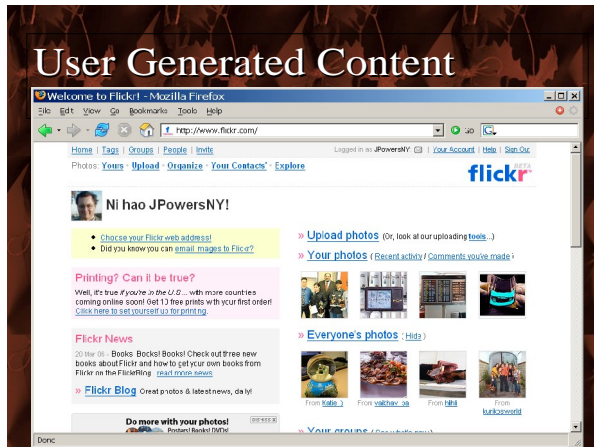 User Generated Content
Welcome to Flickr! - Mozilla Firefox
File Edit View Go Bookmarks Tools Help
http://www.flickr.com/
Go
G
Home | Tags | Groups | People | Invite
Logged in as JPowersNY | Your Account | Help | Sign Out
Photos: Yours - Upload - Organize - Your Contacts' - Explore
flickr BETA
Ni hao JPowersNY!
Choose your Flickr web address!
Did you know you can email images to Flickr?
» Upload photos (Or, look at our uploading tools...)
» Your photos ( Recent activity / Comments you've made )
Printing? Can it be true?
Well, it's true if you're in the U.S... with more countries
coming online soon! Get 10 free prints with your first order!
Click here to set yourself up for printing.
» Everyone's photos ( Hide )
Flickr News
20 Mar 06 - Books! Books! Books! Check out three new
books about Flickr and how to get your own books from
Flickr on the FlickrBlog. read more news
» Flickr Blog Great photos & latest news, daily!
From Katie :)
From
From hihli
From
kunkosworld
Do more with your photos!
Posters! Books! DVDs!
» Your groups
Done